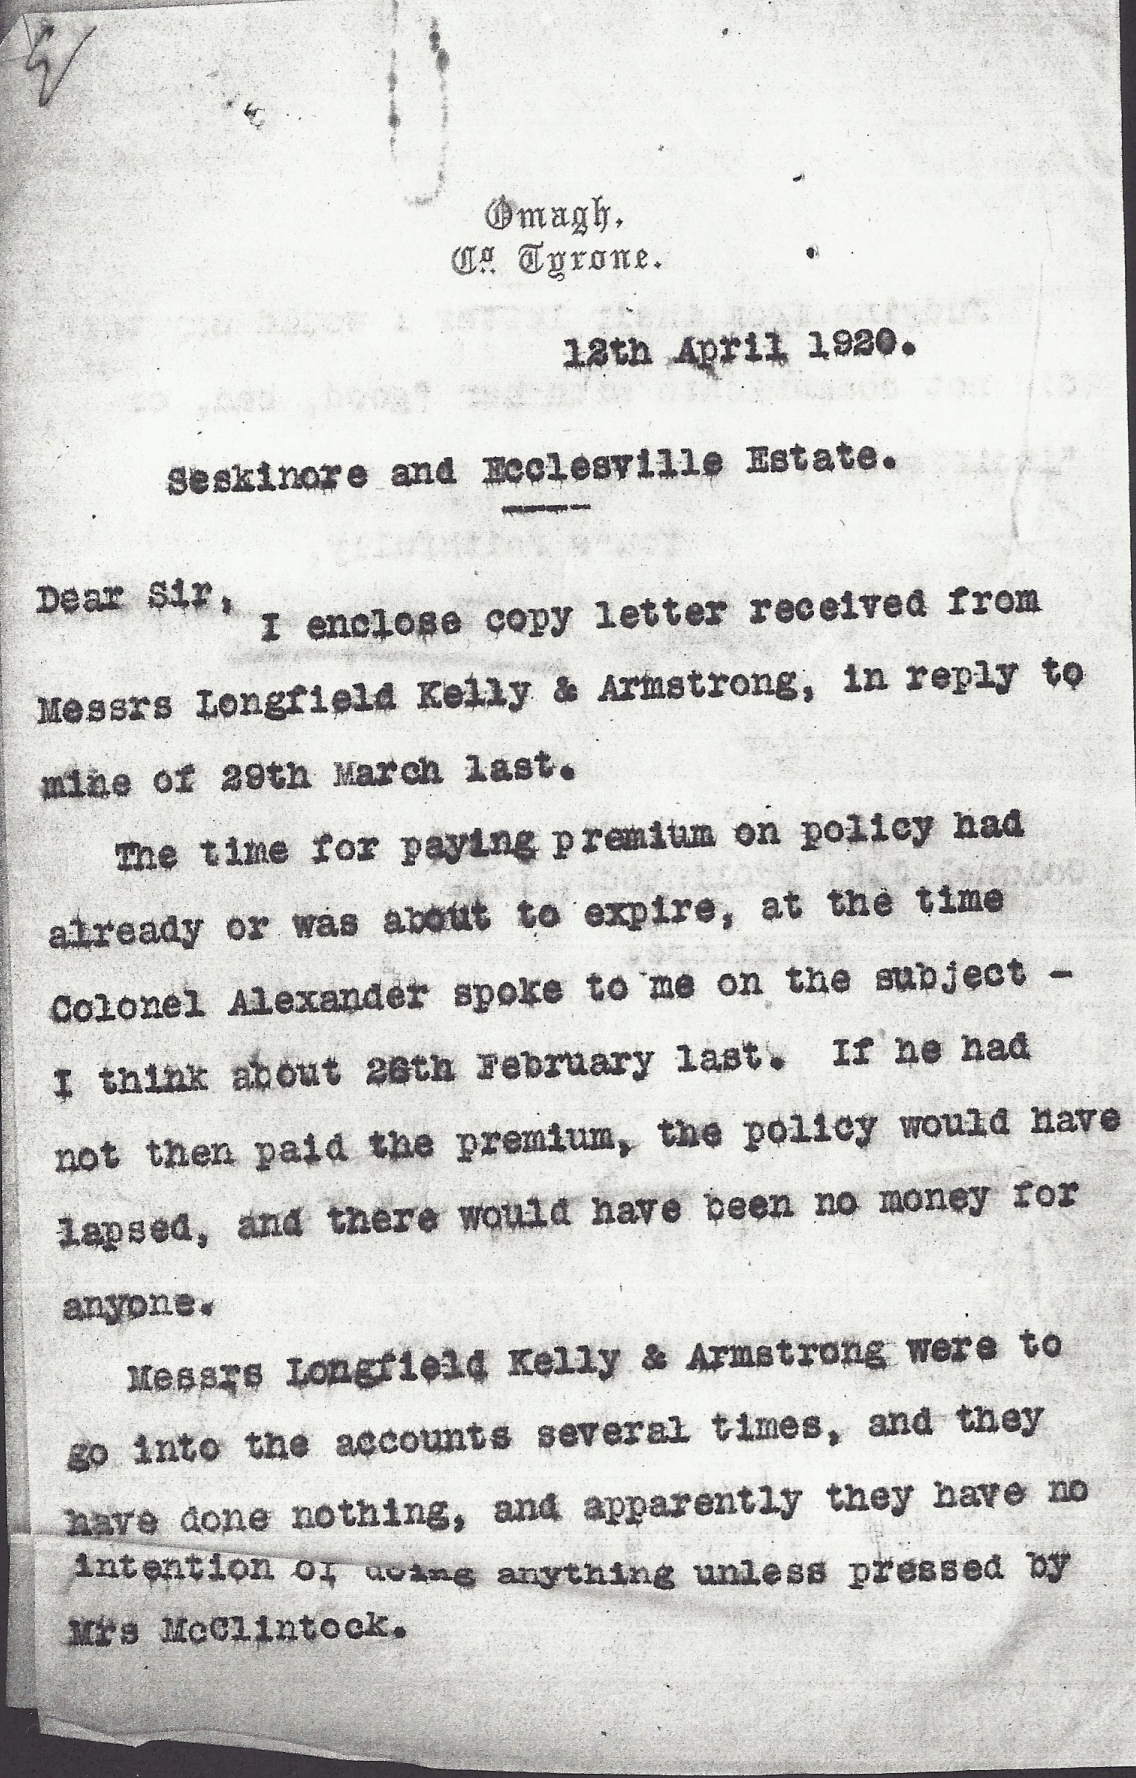 Omagh.
Co. Tyrone.
12th April 1920.
Seskinore and Ecclesville Estate.
Dear Sir,
I enclose copy letter received from
Messrs Longfield Kelly & Armstrong, in reply to
mine of 29th March last.
The time for paying premium on policy had
already or was about to expire, at the time
Colonel Alexander spoke to me on the subject -
I think about 26th February last. If he had
not then paid the premium, the policy would have
lapsed, and there would have been no money for
anyone.
Messrs Longfield Kelly & Armstrong were to
go into the accounts several times, and they
have done nothing, and apparently they have no
intention of doing anything unless pressed by
Mrs McClintock.